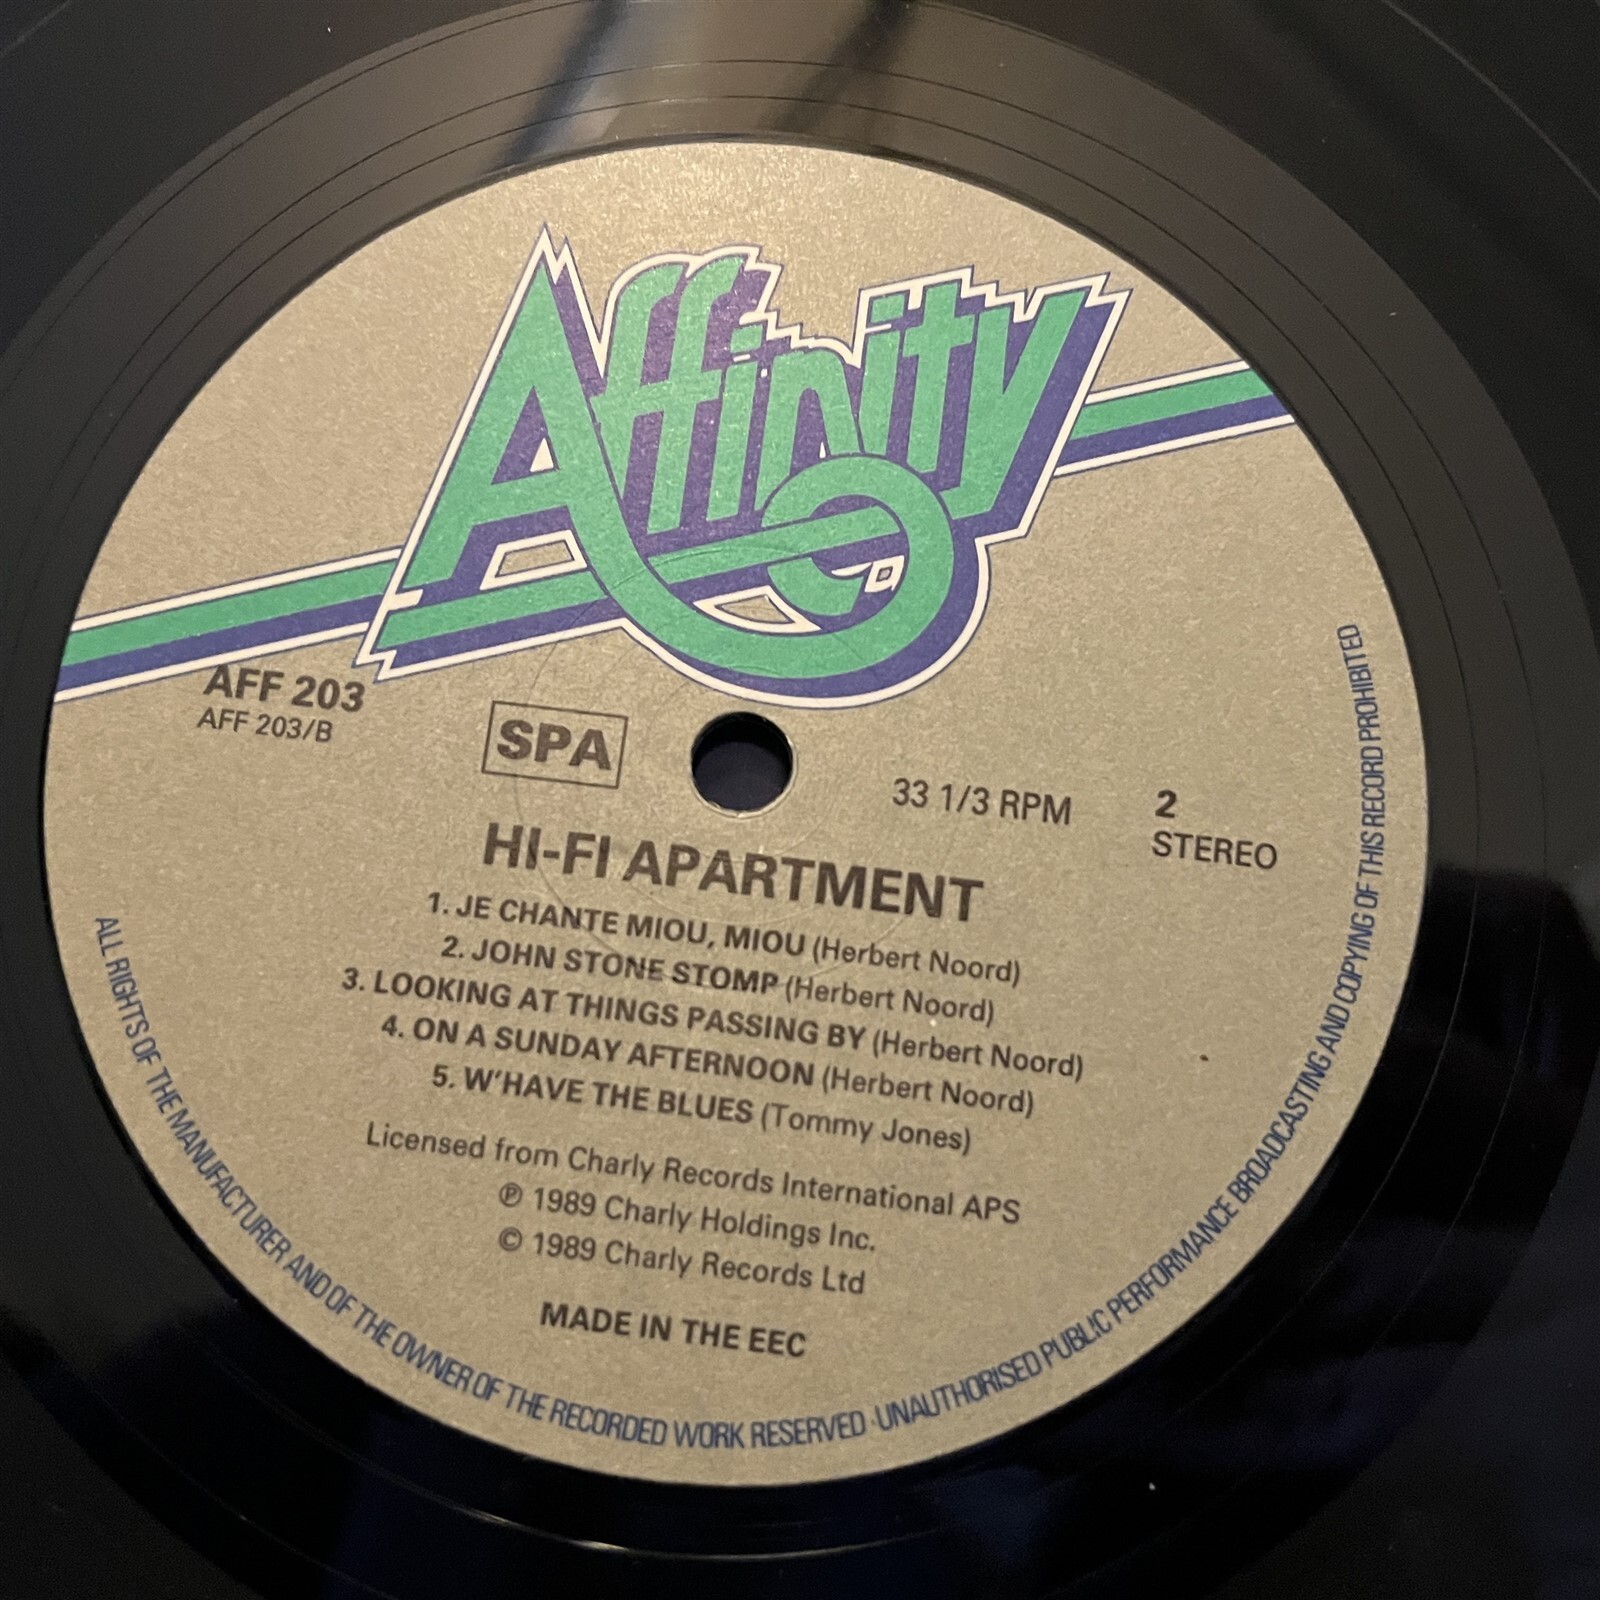 Affinity
AFF 203
AFF 203/B
SPA
33 1/3 RPM
2
STEREO
HI-FI APARTMENT
1. JE CHANTE MIOU, MIOU (Herbert Noord)
2. JOHN STONE STOMP (Herbert Noord)
3. LOOKING AT THINGS PASSING BY (Herbert Noord)
4. ON A SUNDAY AFTERNOON (Herbert Noord)
5. W'HAVE THE BLUES (Tommy Jones)
Licensed from Charly Records International APS
℗ 1989 Charly Holdings Inc.
© 1989 Charly Records Ltd
MADE IN THE EEC
ALL RIGHTS OF THE MANUFACTURER AND OF THE OWNER OF THE RECORDED WORK RESERVED · UNAUTHORISED PUBLIC PERFORMANCE BROADCASTING AND COPYING OF THIS RECORD PROHIBITED